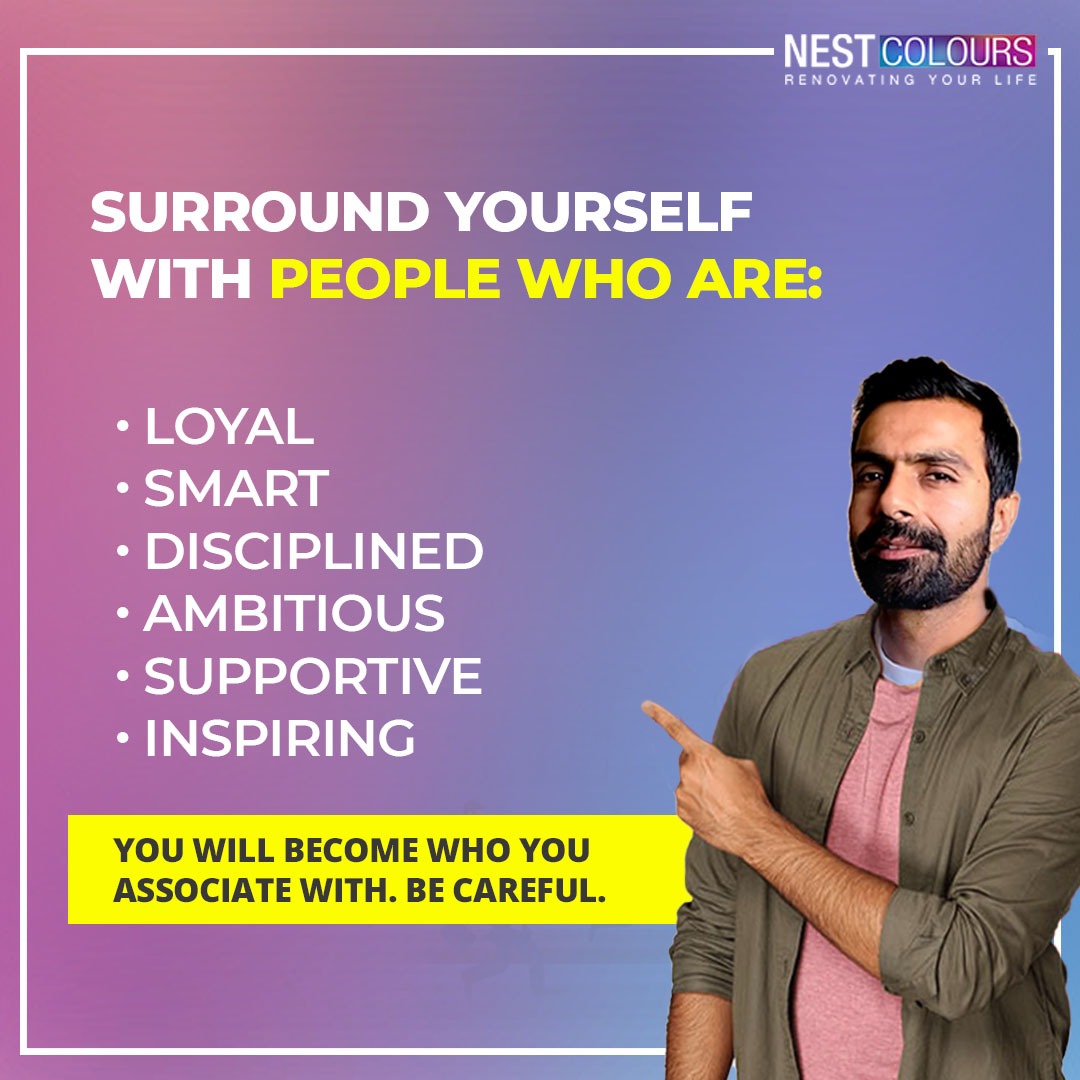 NEST COLOURS
RENOVATING YOUR LIFE
SURROUND YOURSELF
WITH PEOPLE WHO ARE:
• LOYAL
• SMART
• DISCIPLINED
• AMBITIOUS
• SUPPORTIVE
• INSPIRING
YOU WILL BECOME WHO YOU
ASSOCIATE WITH. BE CAREFUL.